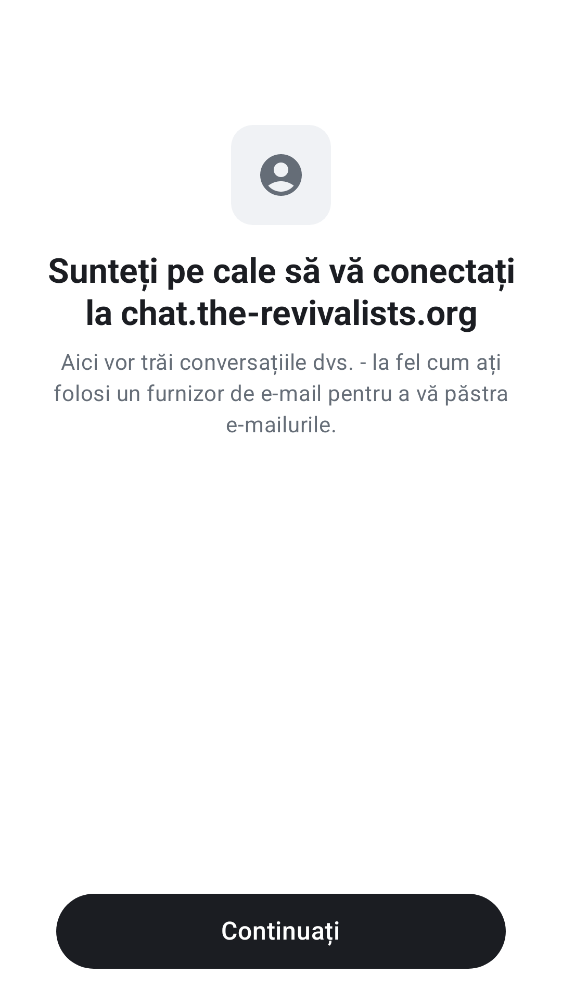 Sunteți pe cale să vă conectați
la chat.the-revivalists.org
Aici vor trăi conversațiile dvs. - la fel cum ați
folosi un furnizor de e-mail pentru a vă păstra
e-mailurile.
Continuați